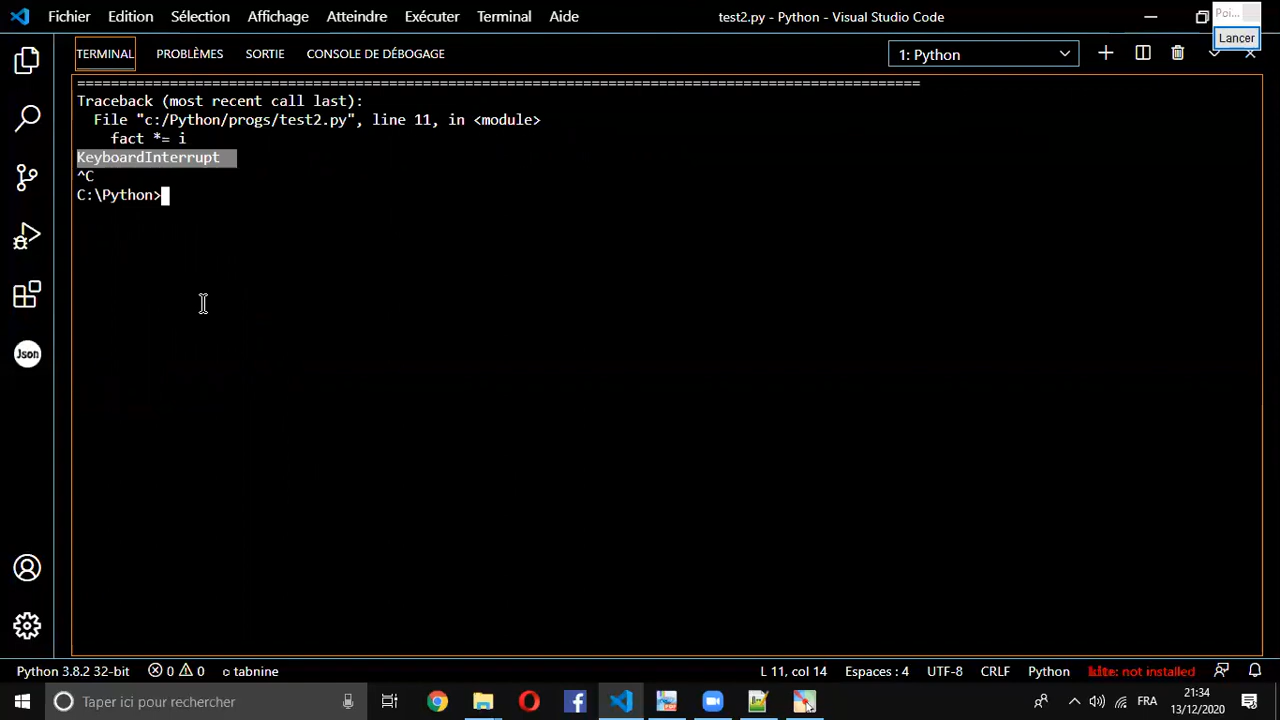 Fichier Edition Sélection Affichage Atteindre Exécuter Terminal Aide test2.py - Python - Visual Studio Code
Poi...
Lancer
TERMINAL PROBLÈMES SORTIE CONSOLE DE DÉBOGAGE 1: Python
====================================================================================================
Traceback (most recent call last):
File "c:/Python/progs/test2.py", line 11, in <module>
fact *= i
KeyboardInterrupt
^C
C:\Python>
Json
Python 3.8.2 32-bit 0 0 tabnine L 11, col 14 Espaces : 4 UTF-8 CRLF Python kite: not installed
Taper ici pour rechercher FRA 21:34
13/12/2020